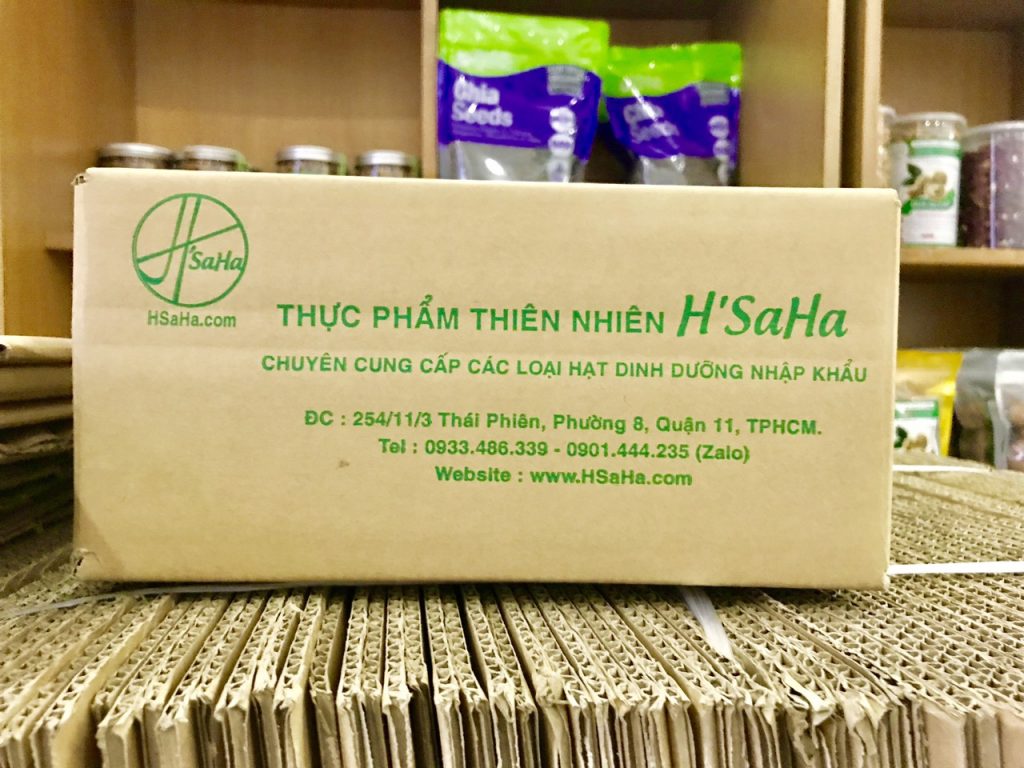 Chia
Seeds
H'SaHa
HSaHa.com
THỰC PHẨM THIÊN NHIÊN H'SaHa
CHUYÊN CUNG CẤP CÁC LOẠI HẠT DINH DƯỠNG NHẬP KHẨU
ĐC : 254/11/3 Thái Phiên, Phường 8, Quận 11, TPHCM.
Tel : 0933.486.339 - 0901.444.235 (Zalo)
Website : www.HSaHa.com